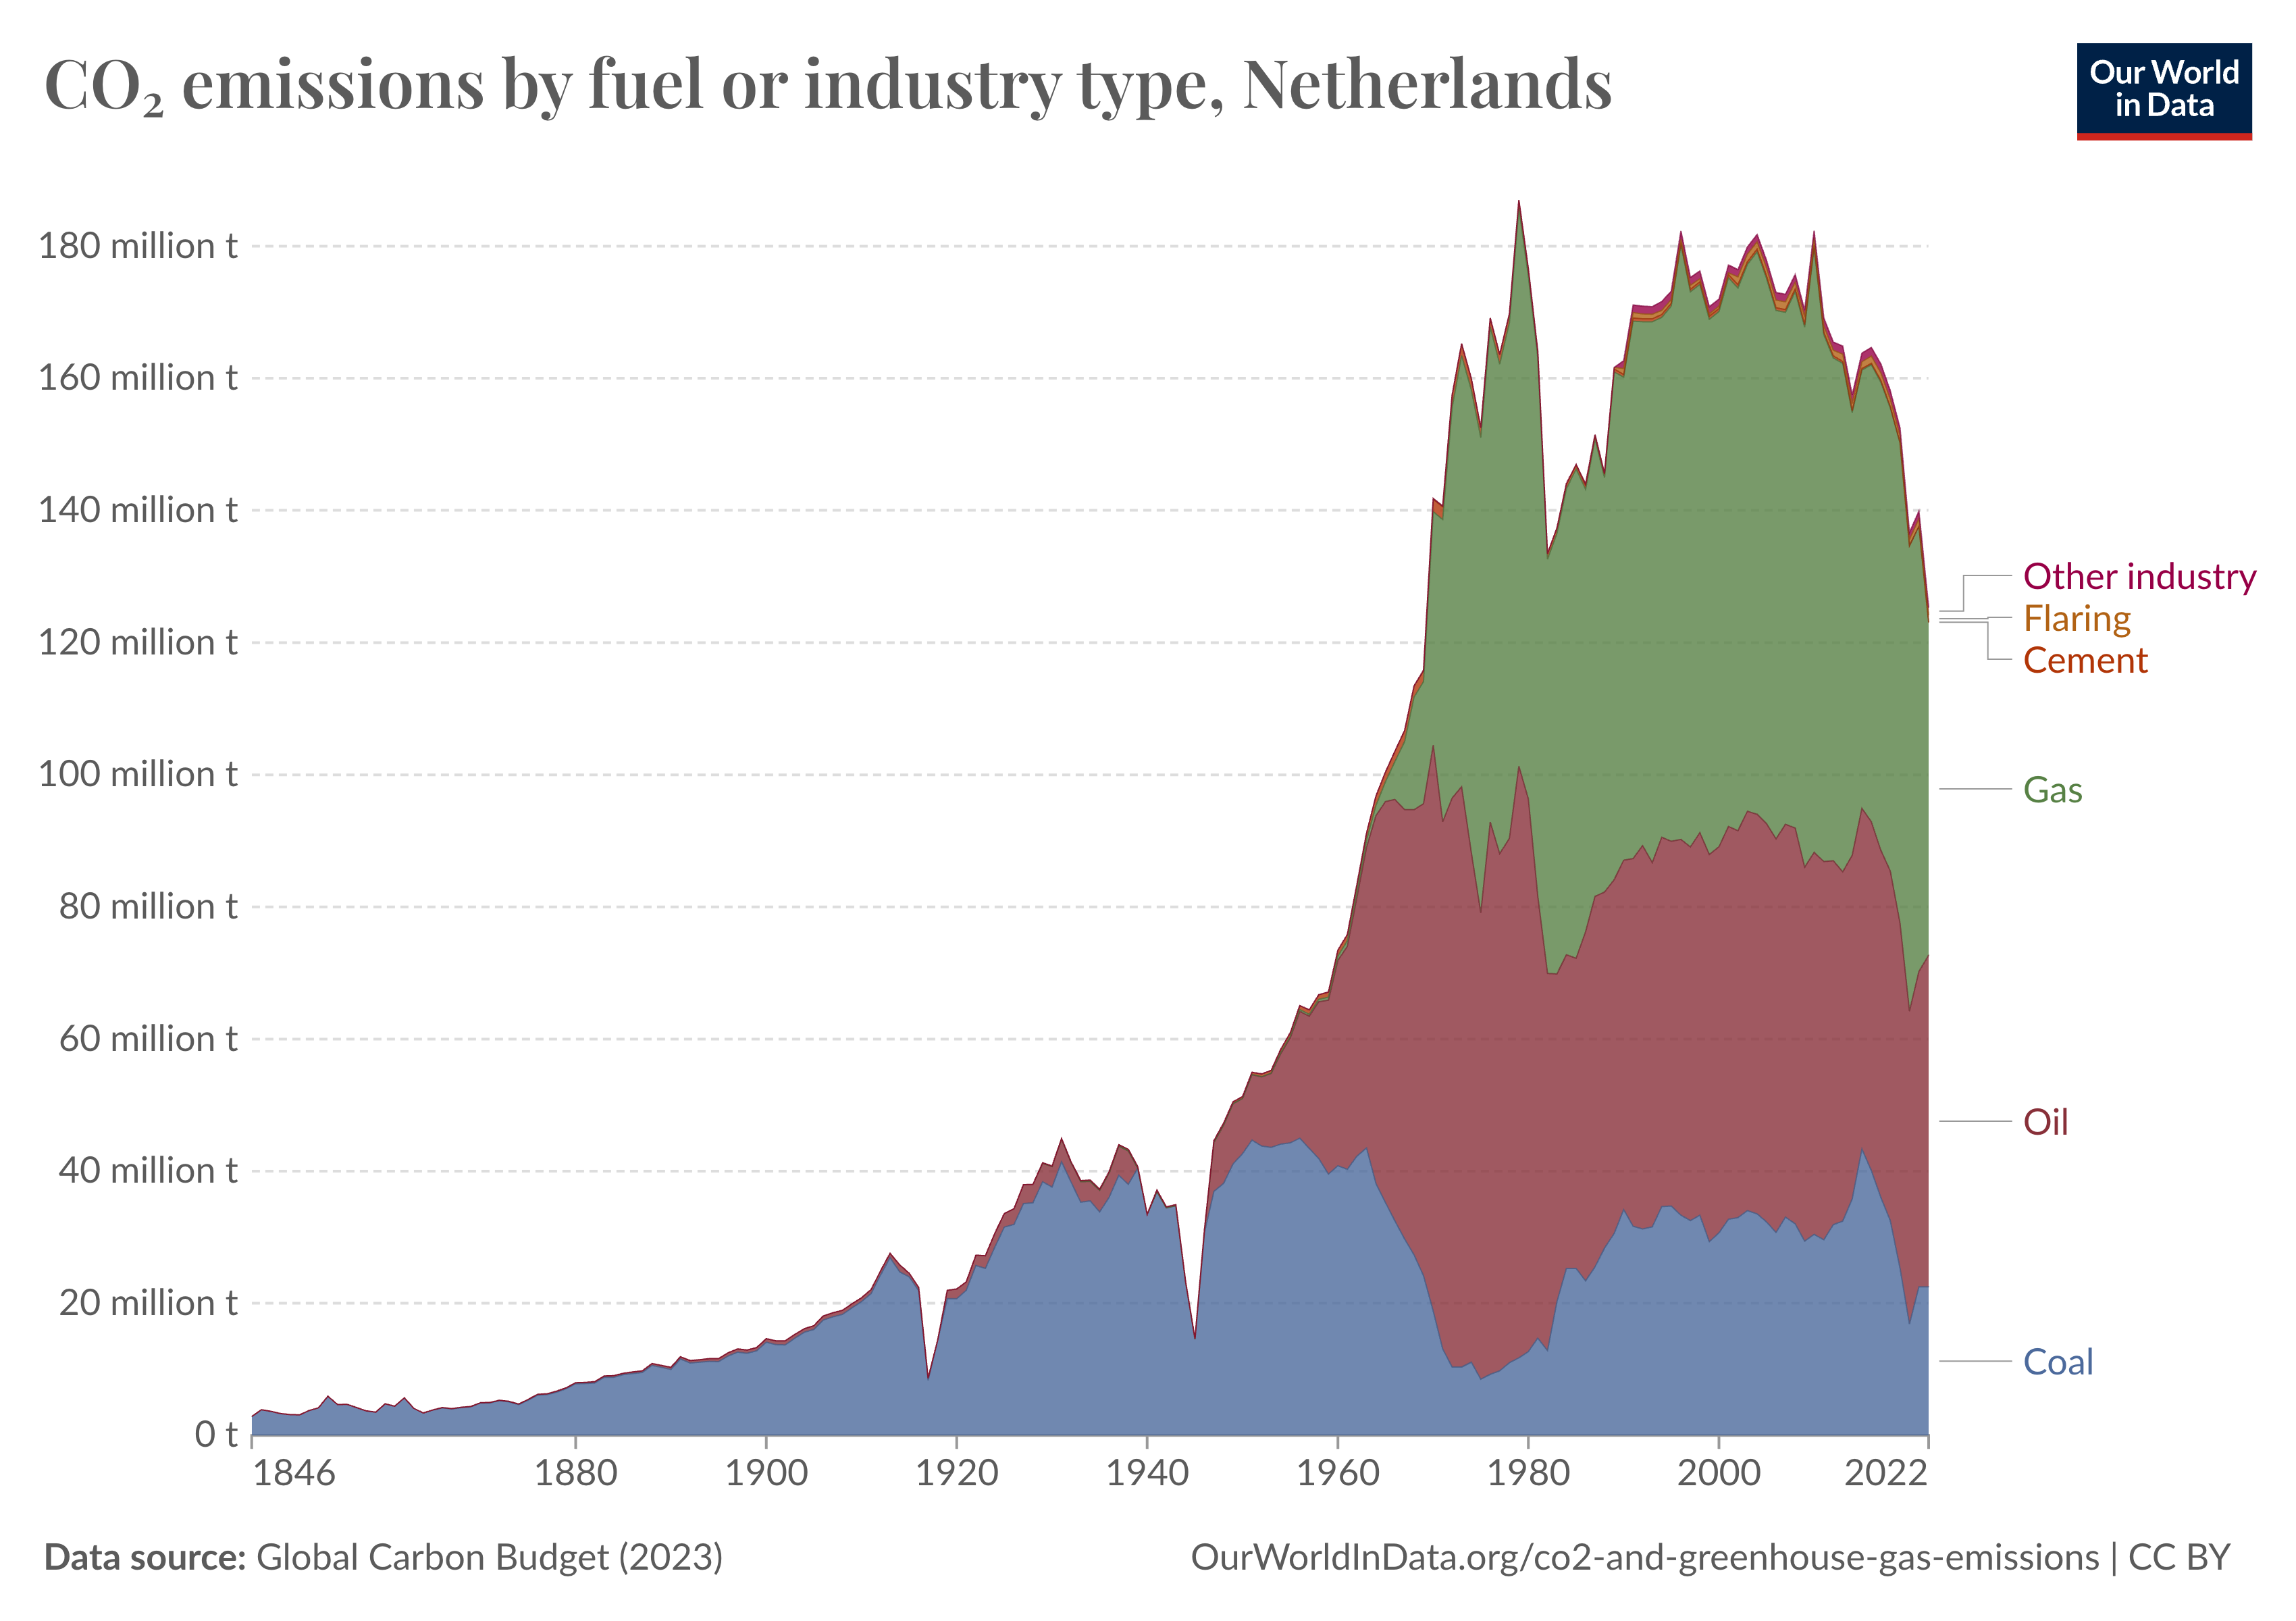 CO₂ emissions by fuel or industry type, Netherlands
Our World
in Data
180 million t
160 million t
140 million t
120 million t
100 million t
80 million t
60 million t
40 million t
20 million t
0 t
Other industry
Flaring
Cement
Gas
Oil
Coal
1846 1880 1900 1920 1940 1960 1980 2000 2022
Data source: Global Carbon Budget (2023)
OurWorldInData.org/co2-and-greenhouse-gas-emissions | CC BY